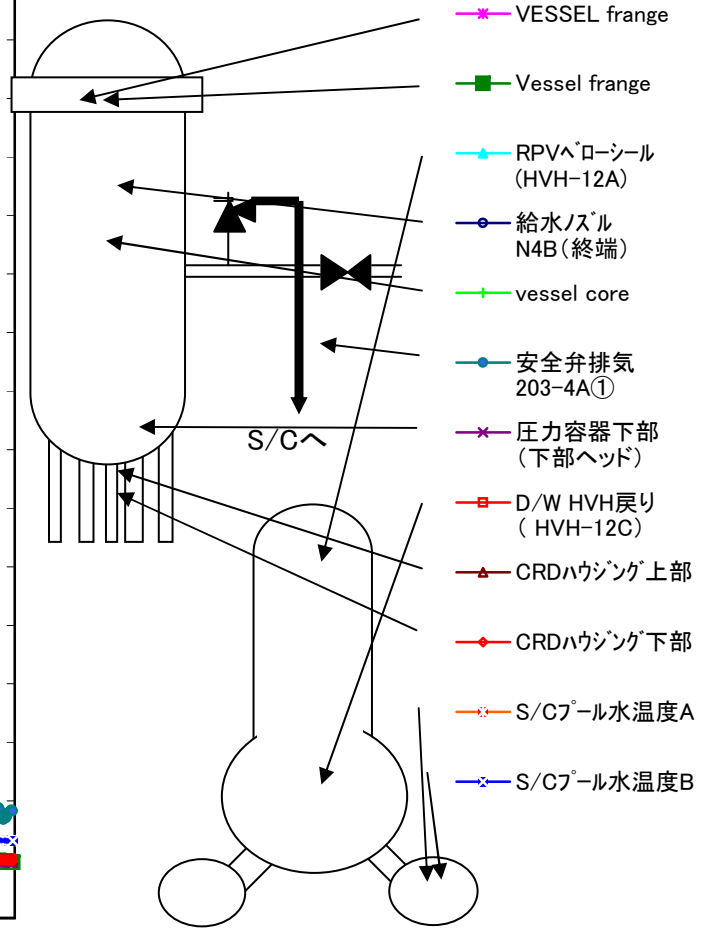 VESSEL frange
Vessel frange
RPVベローシール
(HVH-12A)
給水ノズル
N4B(終端)
vessel core
安全弁排気
203-4A①
圧力容器下部
(下部ヘッド)
D/W HVH戻り
( HVH-12C)
CRDハウジング上部
CRDハウジング下部
S/Cプール水温度A
S/Cプール水温度B
S/Cへ